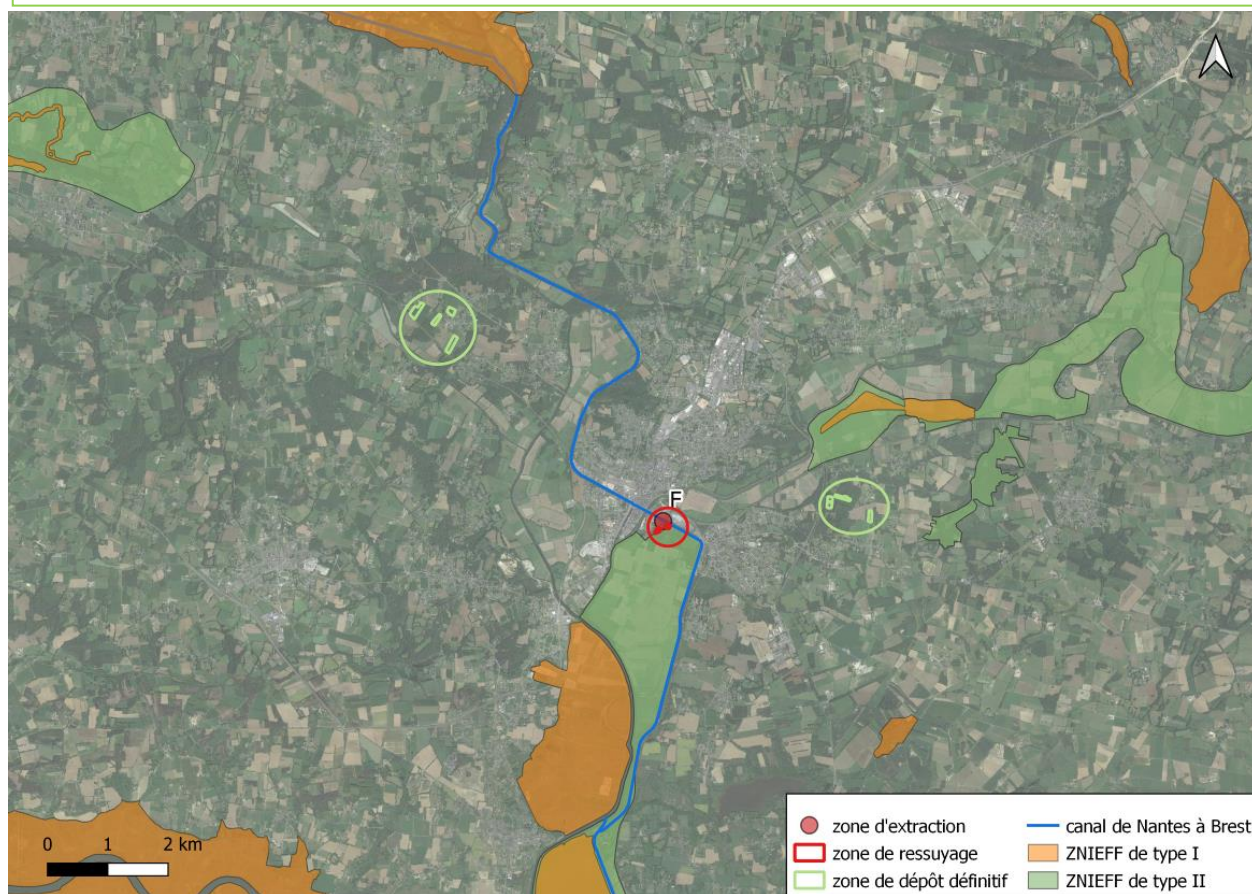 F
0 1 2 km
zone d'extraction
zone de ressuyage
zone de dépôt définitif
canal de Nantes à Brest
ZNIEFF de type I
ZNIEFF de type II